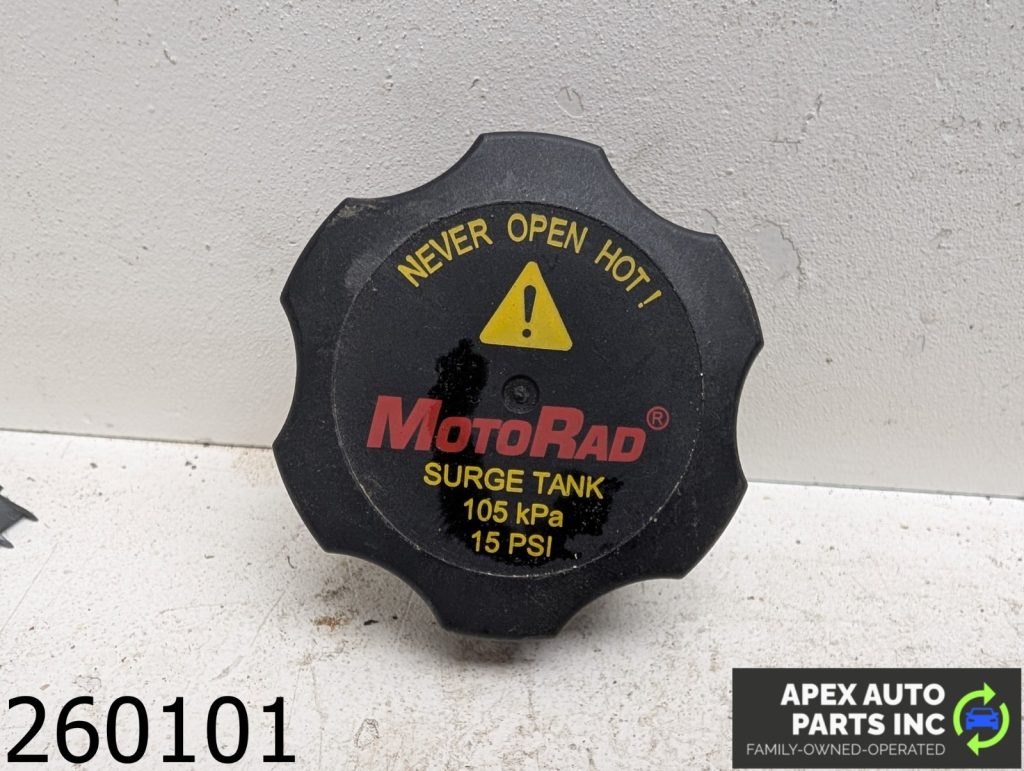 NEVER OPEN HOT!
MOTORAD®
SURGE TANK
105 kPa
15 PSI
260101
APEX AUTO
PARTS INC
FAMILY-OWNED-OPERATED